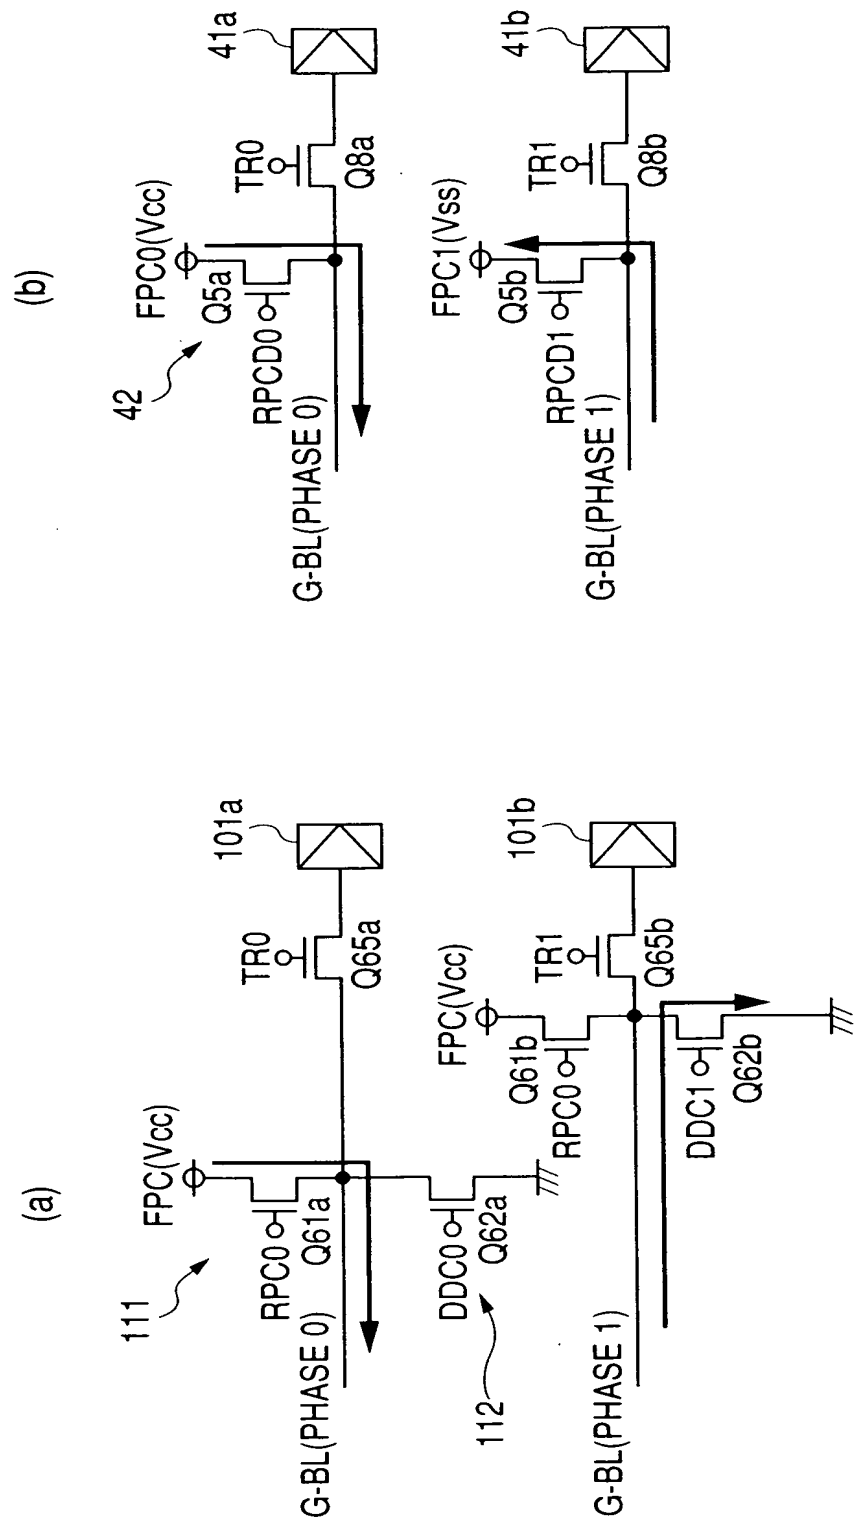 (a)
111
FPC(Vcc)
RPC0
Q61a
TR0
Q65a
101a
G-BL(PHASE 0)
DDC0
Q62a
112
FPC(Vcc)
RPC0
Q61b
TR1
Q65b
101b
G-BL(PHASE 1)
DDC1
Q62b
(b)
42
FPC0(Vcc)
Q5a
RPCD0
TR0
Q8a
41a
G-BL(PHASE 0)
FPC1(Vss)
Q5b
RPCD1
TR1
Q8b
41b
G-BL(PHASE 1)